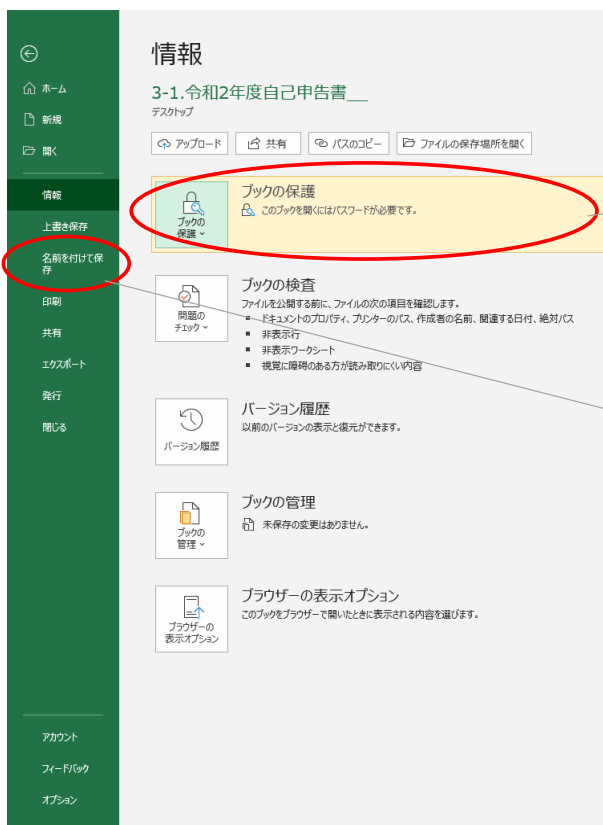 情報
ホーム
新規
開く
情報
上書き保存
名前を付けて保
存
印刷
共有
エクスポート
発行
閉じる
アカウント
フィードバック
オプション
3-1.令和2年度自己申告書__
デスクトップ
アップロード
共有
パスのコピー
ファイルの保存場所を開く
ブックの
保護
ブックの保護
このブックを開くにはパスワードが必要です。
問題の
チェック
ブックの検査
ファイルを公開する前に、ファイルの次の項目を確認します。
▪ ドキュメントのプロパティ、プリンターのパス、作成者の名前、関連する日付、絶対パス
▪ 非表示行
▪ 非表示ワークシート
▪ 視覚に障碍のある方が読み取りにくい内容
バージョン履歴
バージョン履歴
以前のバージョンの表示と復元ができます。
ブックの
管理
ブックの管理
未保存の変更はありません。
ブラウザーの
表示オプション
ブラウザーの表示オプション
このブックをブラウザーで開いたときに表示される内容を選びます。